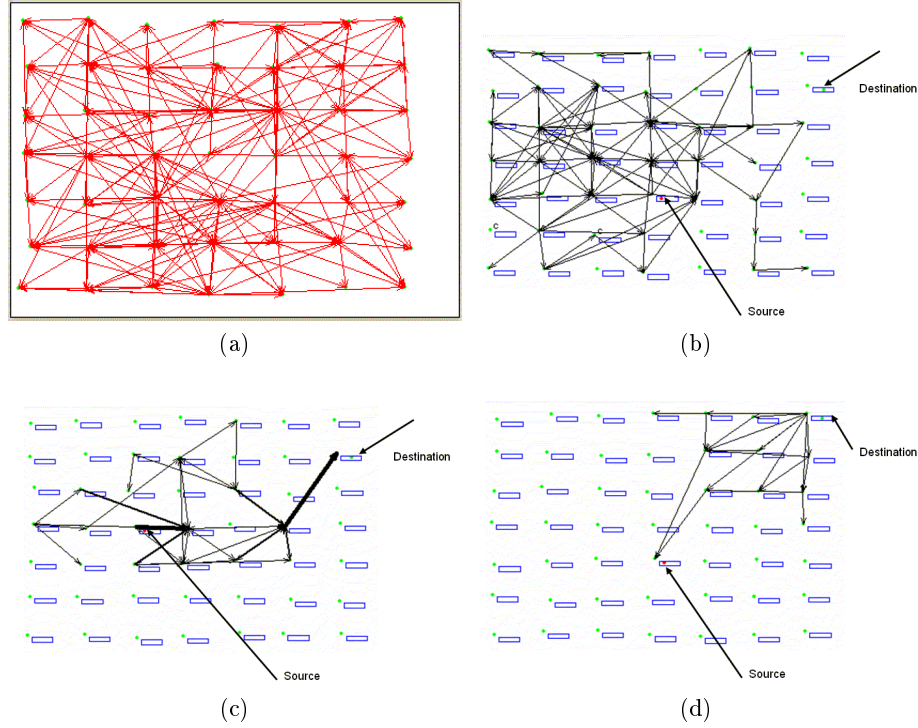 Destination
C
C
Source
(a)
(b)
Destination
Source
(c)
Destination
Source
(d)